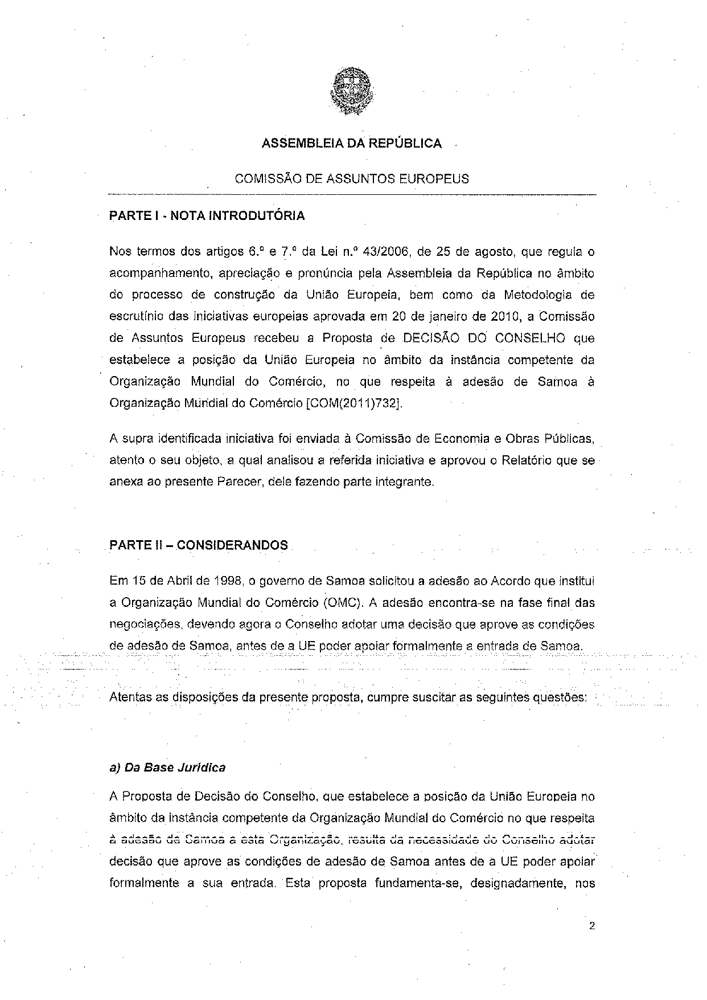 ASSEMBLEIA DA REPÚBLICA
COMISSÃO DE ASSUNTOS EUROPEUS
PARTE I - NOTA INTRODUTÓRIA
Nos termos dos artigos 6.º e 7.º da Lei n.º 43/2006, de 25 de agosto, que regula o
acompanhamento, apreciação e pronúncia pela Assembleia da República no âmbito
do processo de construção da União Europeia, bem como da Metodologia de
escrutínio das iniciativas europeias aprovada em 20 de janeiro de 2010, a Comissão
de Assuntos Europeus recebeu a Proposta de DECISÃO DO CONSELHO que
estabelece a posição da União Europeia no âmbito da instância competente da
Organização Mundial do Comércio, no que respeita à adesão de Samoa à
Organização Mundial do Comércio [COM(2011)732].
A supra identificada iniciativa foi enviada à Comissão de Economia e Obras Públicas,
atento o seu objeto, a qual analisou a referida iniciativa e aprovou o Relatório que se
anexa ao presente Parecer, dele fazendo parte integrante.
PARTE II – CONSIDERANDOS
Em 15 de Abril de 1998, o governo de Samoa solicitou a adesão ao Acordo que institui
a Organização Mundial do Comércio (OMC). A adesão encontra-se na fase final das
negociações, devendo agora o Conselho adotar uma decisão que aprove as condições
de adesão de Samoa, antes de a UE poder apoiar formalmente a entrada de Samoa.
Atentas as disposições da presente proposta, cumpre suscitar as seguintes questões:
a) Da Base Jurídica
A Proposta de Decisão do Conselho, que estabelece a posição da União Europeia no
âmbito da instância competente da Organização Mundial do Comércio no que respeita
à adesão de Samoa a esta Organização, resulta da necessidade do Conselho adotar
decisão que aprove as condições de adesão de Samoa antes de a UE poder apoiar
formalmente a sua entrada. Esta proposta fundamenta-se, designadamente, nos
2